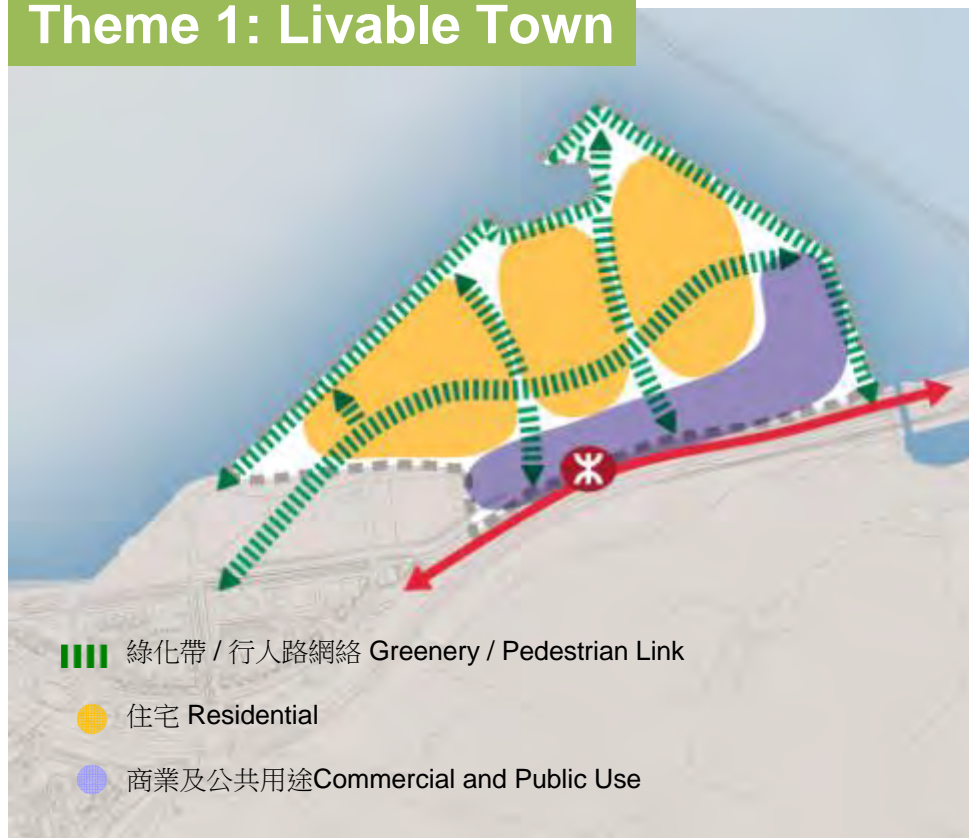 Theme 1: Livable Town
綠化帶 / 行人路網絡 Greenery / Pedestrian Link
住宅 Residential
商業及公共用途Commercial and Public Use